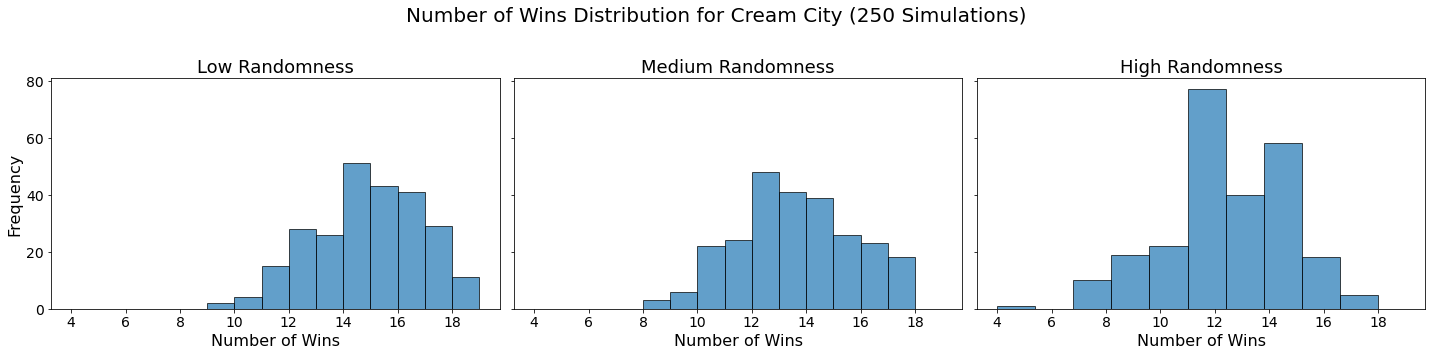 Number of Wins Distribution for Cream City (250 Simulations)
Low Randomness
Medium Randomness
High Randomness
80
60
40
20
0
Frequency
4 6 8 10 12 14 16 18
4 6 8 10 12 14 16 18
4 6 8 10 12 14 16 18
Number of Wins
Number of Wins
Number of Wins